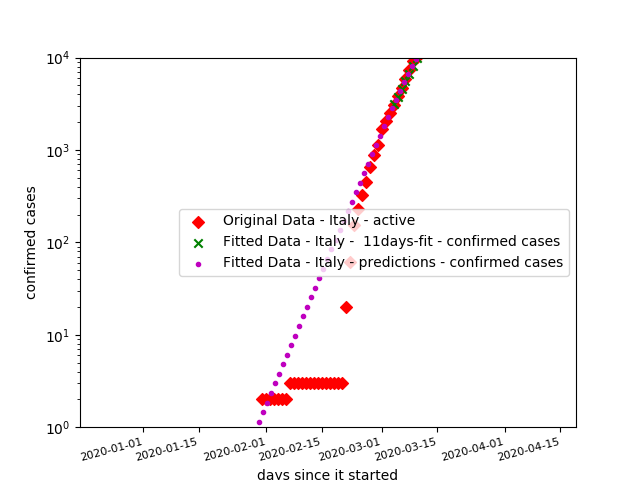 10^4
10^3
10^2
10^1
10^0
confirmed cases
Original Data - Italy - active
Fitted Data - Italy -  11days-fit - confirmed cases
Fitted Data - Italy - predictions - confirmed cases
2020-01-01
2020-01-15
2020-02-01
2020-02-15
2020-03-01
2020-03-15
2020-04-01
2020-04-15
days since it started